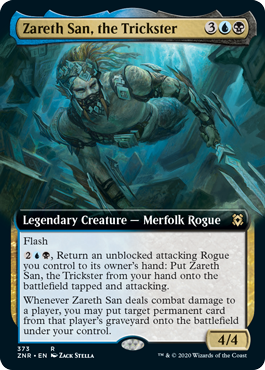 Zareth San, the Trickster 3
Legendary Creature — Merfolk Rogue
Flash
2, Return an unblocked attacking Rogue
you control to its owner's hand: Put Zareth
San, the Trickster from your hand onto the
battlefield tapped and attacking.
Whenever Zareth San deals combat damage to
a player, you may put target permanent card
from that player's graveyard onto the battlefield
under your control.
4/4
373 R
ZNR • EN ZACK STELLA
™ & © 2020 Wizards of the Coast